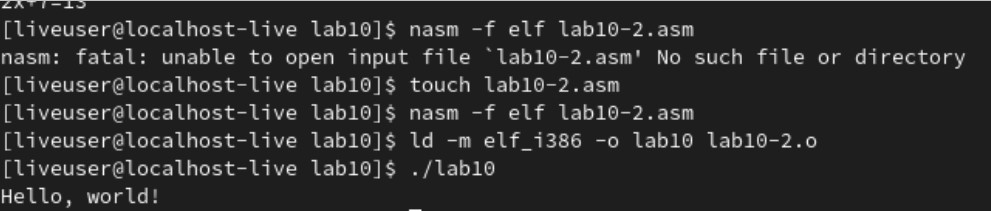 2x+7=13
[liveuser@localhost-live lab10]$ nasm -f elf lab10-2.asm
nasm: fatal: unable to open input file `lab10-2.asm' No such file or directory
[liveuser@localhost-live lab10]$ touch lab10-2.asm
[liveuser@localhost-live lab10]$ nasm -f elf lab10-2.asm
[liveuser@localhost-live lab10]$ ld -m elf_i386 -o lab10 lab10-2.o
[liveuser@localhost-live lab10]$ ./lab10
Hello, world!